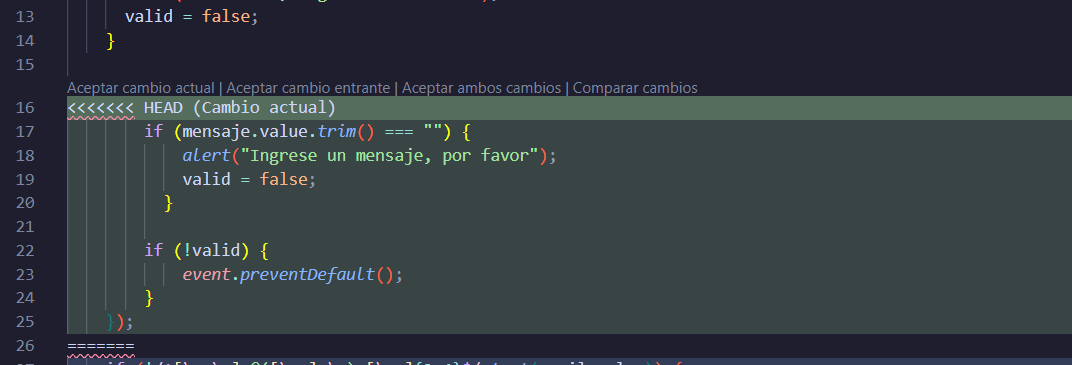 13 valid = false;
14 }
15
Aceptar cambio actual | Aceptar cambio entrante | Aceptar ambos cambios | Comparar cambios
16 <<<<<<< HEAD (Cambio actual)
17 if (mensaje.value.trim() === "") {
18 alert("Ingrese un mensaje, por favor");
19 valid = false;
20 }
21
22 if (!valid) {
23 event.preventDefault();
24 }
25 });
26 =======